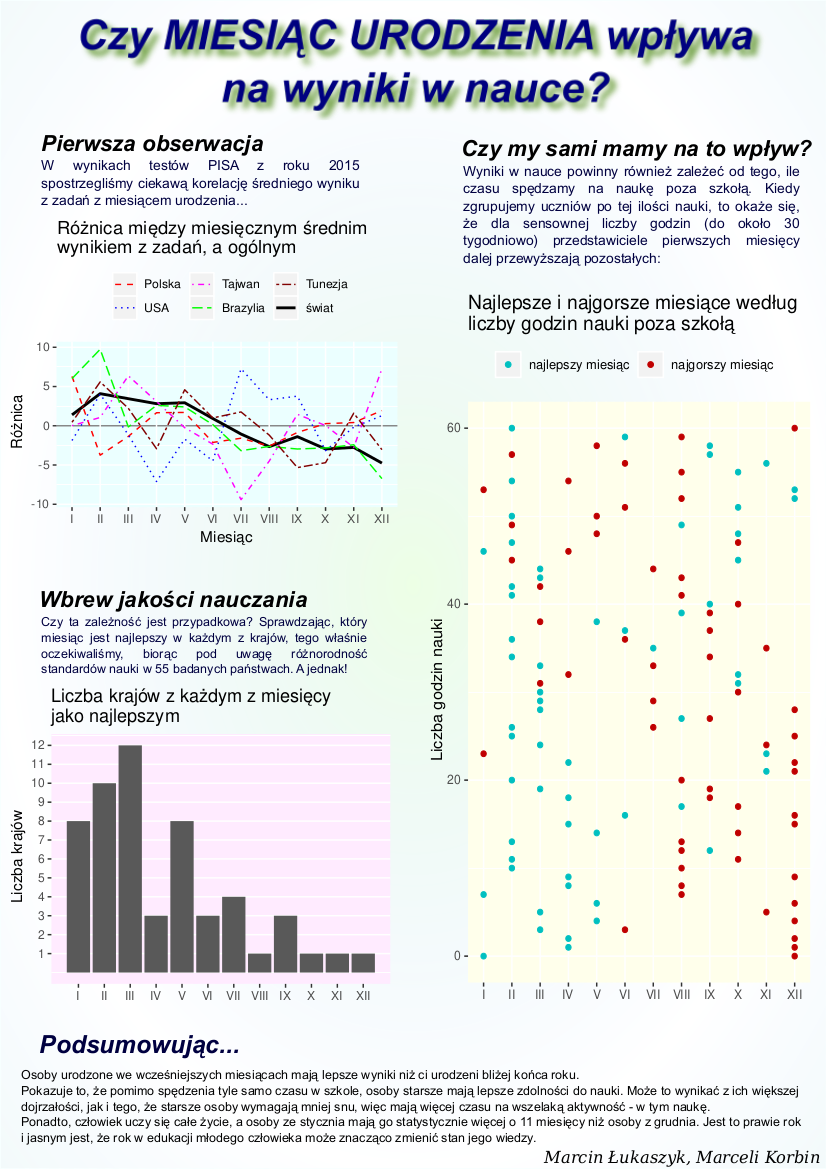 Czy MIESIĄC URODZENIA wpływa
na wyniki w nauce?
Pierwsza obserwacja
W wynikach testów PISA z roku 2015
spostrzegliśmy ciekawą korelację średniego wyniku
z zadań z miesiącem urodzenia...
Różnica między miesięcznym średnim
wynikiem z zadań, a ogólnym
Polska Tajwan Tunezja
USA Brazylia świat
Różnica
10
5
0
-5
-10
I II III IV V VI VII VIII IX X XI XII
Miesiąc
Wbrew jakości nauczania
Czy ta zależność jest przypadkowa? Sprawdzając, który
miesiąc jest najlepszy w każdym z krajów, tego właśnie
oczekiwaliśmy, biorąc pod uwagę różnorodność
standardów nauki w 55 badanych państwach. A jednak!
Liczba krajów z każdym z miesięcy
jako najlepszym
Liczba krajów
12
11
10
9
8
7
6
5
4
3
2
1
I II III IV V VI VII VIII IX X XI XII
Czy my sami mamy na to wpływ?
Wyniki w nauce powinny również zależeć od tego, ile
czasu spędzamy na naukę poza szkołą. Kiedy
zgrupujemy uczniów po tej ilości nauki, to okaże się,
że dla sensownej liczby godzin (do około 30
tygodniowo) przedstawiciele pierwszych miesięcy
dalej przewyższają pozostałych:
Najlepsze i najgorsze miesiące według
liczby godzin nauki poza szkołą
najlepszy miesiąc najgorszy miesiąc
Liczba godzin nauki
60
40
20
0
I II III IV V VI VII VIII IX X XI XII
Podsumowując...
Osoby urodzone we wcześniejszych miesiącach mają lepsze wyniki niż ci urodzeni bliżej końca roku.
Pokazuje to, że pomimo spędzenia tyle samo czasu w szkole, osoby starsze mają lepsze zdolności do nauki. Może to wynikać z ich większej
dojrzałości, jak i tego, że starsze osoby wymagają mniej snu, więc mają więcej czasu na wszelaką aktywność - w tym naukę.
Ponadto, człowiek uczy się całe życie, a osoby ze stycznia mają go statystycznie więcej o 11 miesięcy niż osoby z grudnia. Jest to prawie rok
i jasnym jest, że rok w edukacji młodego człowieka może znacząco zmienić stan jego wiedzy.
Marcin Łukaszyk, Marceli Korbin